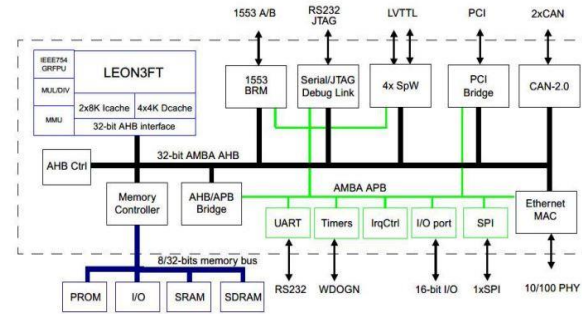 1553 A/B
RS232
JTAG
LVTTL
PCI
2xCAN
IEEE754
GRFPU
LEON3FT
MUL/DIV
2x8K Icache
4x4K Dcache
MMU
32-bit AHB interface
1553
BRM
Serial/JTAG
Debug Link
4x SpW
PCI
Bridge
CAN-2.0
32-bit AMBA AHB
AHB Ctrl
AMBA APB
Memory
Controller
AHB/APB
Bridge
UART
Timers
IrqCtrl
I/O port
SPI
Ethernet
MAC
8/32-bits memory bus
PROM
I/O
SRAM
SDRAM
RS232
WDOGN
16-bit I/O
1xSPI
10/100 PHY